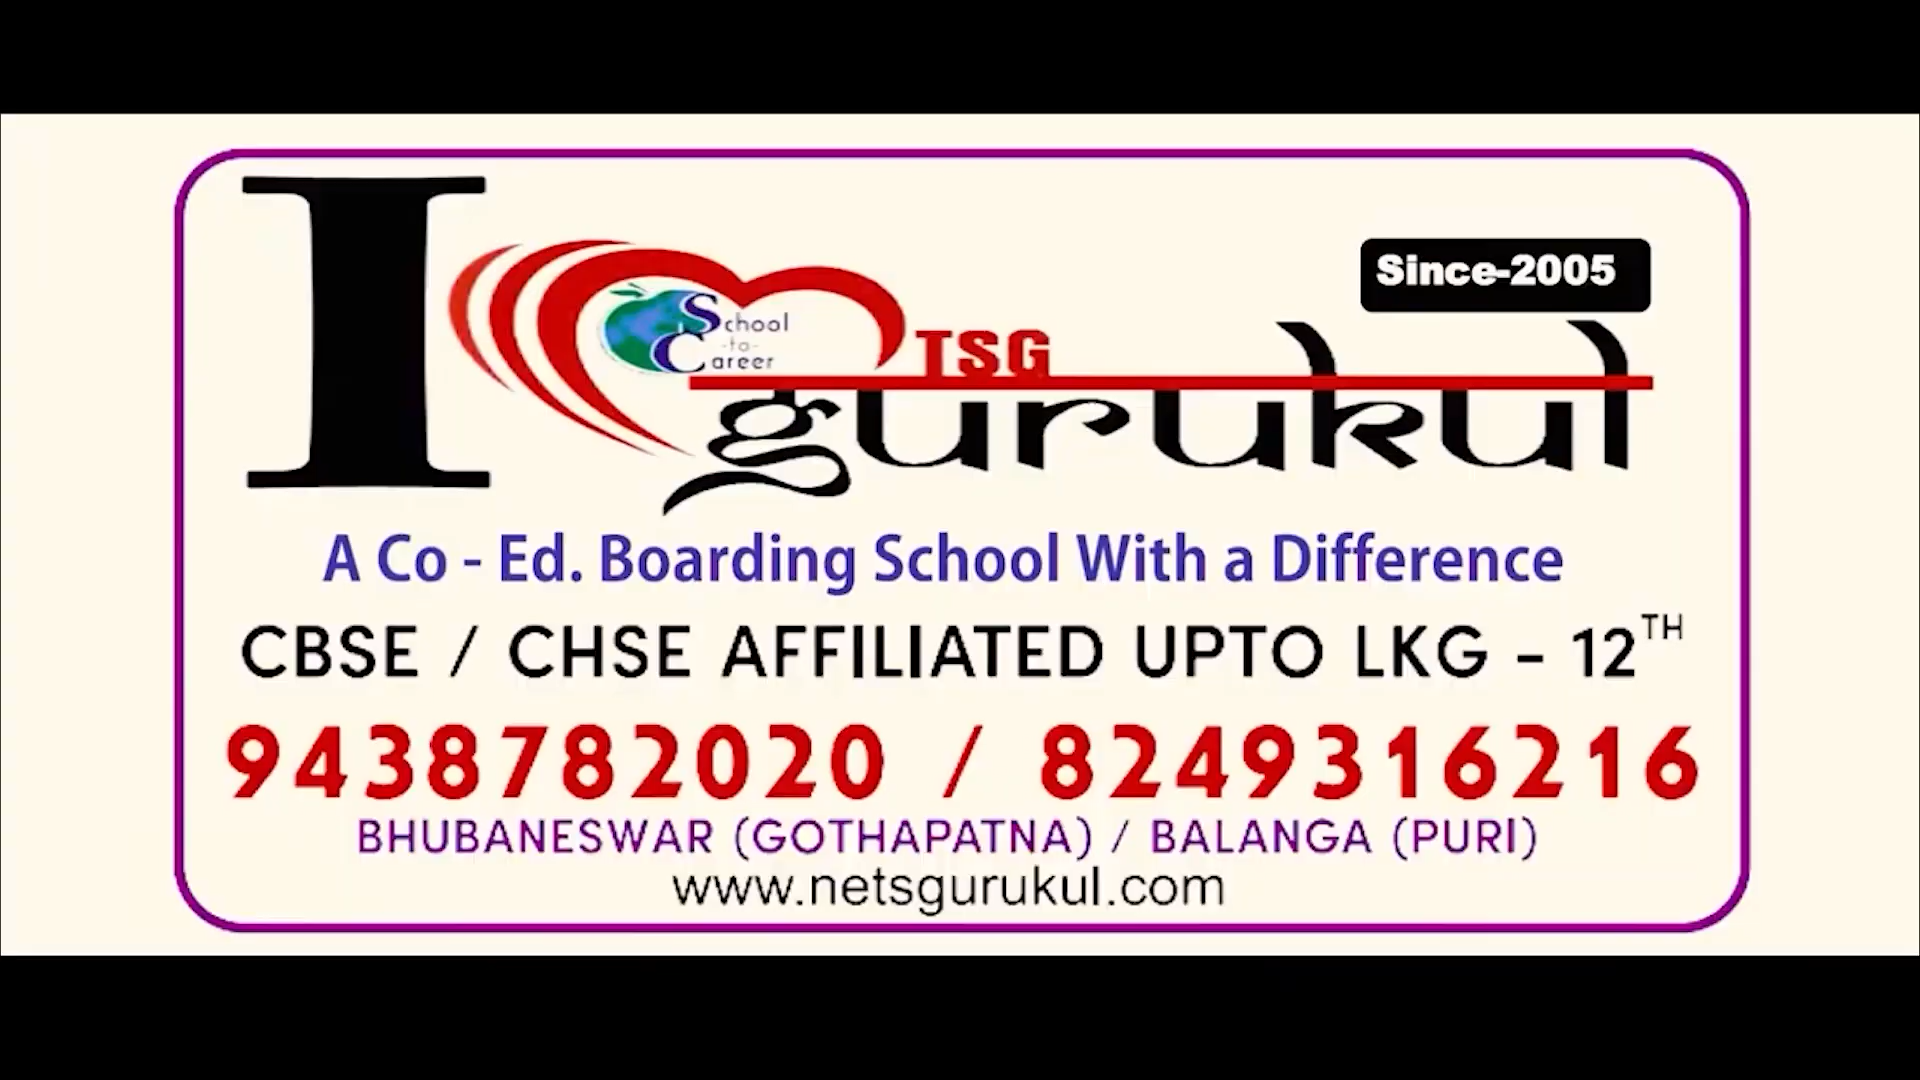 I
Since-2005
School
-to-
Career
TSG
gurukul
A Co - Ed. Boarding School With a Difference
CBSE / CHSE AFFILIATED UPTO LKG - 12TH
9438782020 / 8249316216
BHUBANESWAR (GOTHAPATNA) / BALANGA (PURI)
www.netsgurukul.com